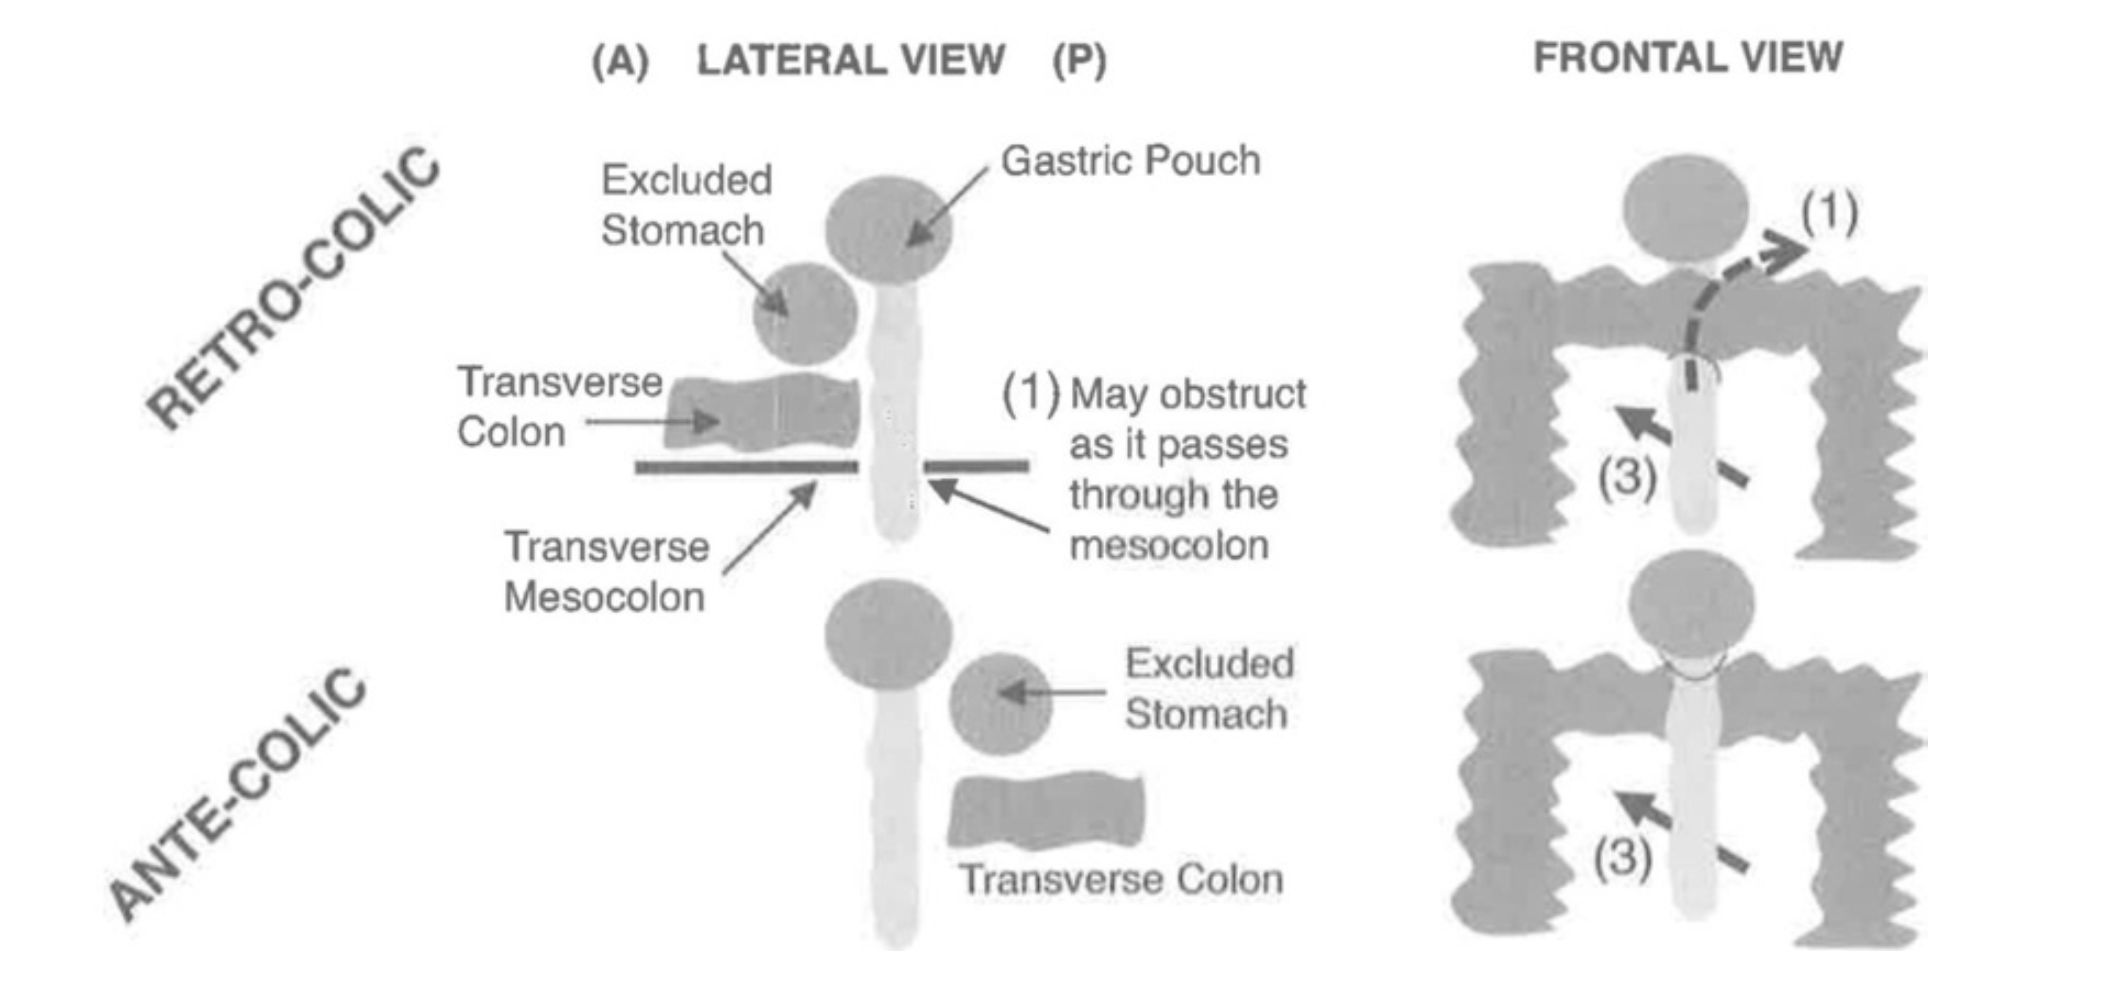 (A) LATERAL VIEW (P)
FRONTAL VIEW
RETRO-COLIC
Excluded
Stomach
Gastric Pouch
Transverse
Colon
(1) May obstruct
as it passes
through the
mesocolon
Transverse
Mesocolon
(1)
(3)
ANTE-COLIC
Excluded
Stomach
Transverse Colon
(3)